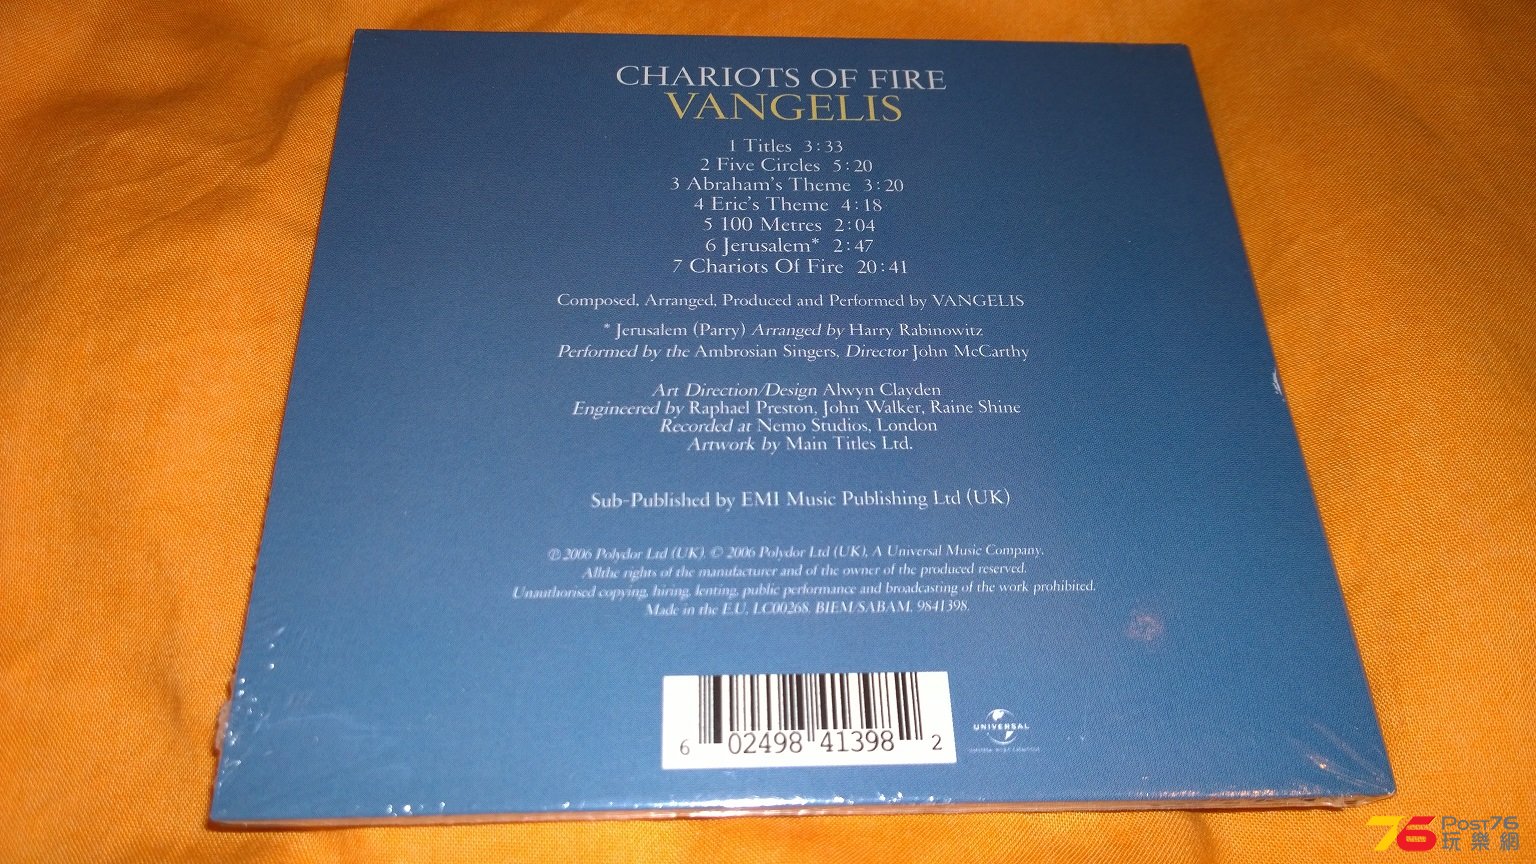 CHARIOTS OF FIRE
VANGELIS
1 Titles 3:33
2 Five Circles 5:20
3 Abraham's Theme 3:20
4 Eric's Theme 4:18
5 100 Metres 2:04
6 Jerusalem* 2:47
7 Chariots Of Fire 20:41
Composed, Arranged, Produced and Performed by VANGELIS
* Jerusalem (Parry) Arranged by Harry Rabinowitz
Performed by the Ambrosian Singers, Director John McCarthy
Art Direction/Design Alwyn Clayden
Engineered by Raphael Preston, John Walker, Raine Shine
Recorded at Nemo Studios, London
Artwork by Main Titles Ltd.
Sub-Published by EMI Music Publishing Ltd (UK)
℗ 2006 Polydor Ltd (UK). © 2006 Polydor Ltd (UK), A Universal Music Company.
Allthe rights of the manufacturer and of the owner of the produced reserved.
Unauthorised copying, hiring, lenting, public performance and broadcasting of the work prohibited.
Made in the E.U. LC00268. BIEM/SABAM. 9841398.
6 02498 41398 2
UNIVERSAL
76 POST76
玩樂網